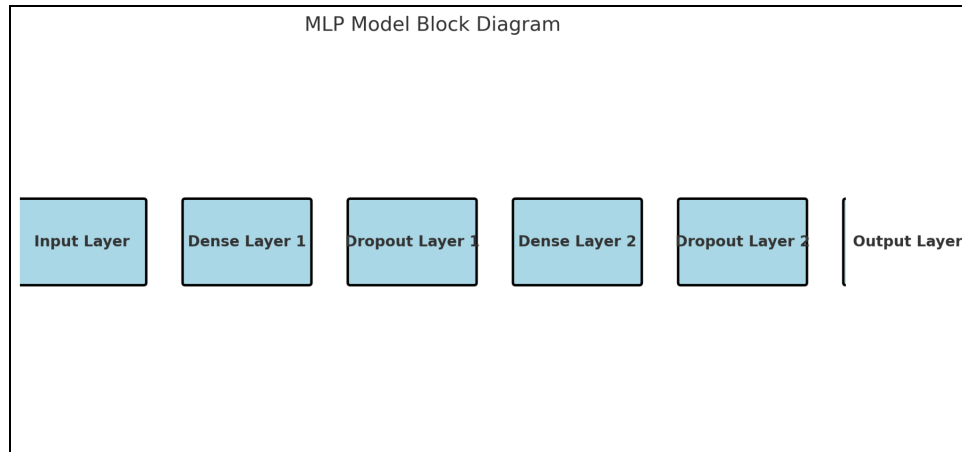 MLP Model Block Diagram
Input Layer
Dense Layer 1
Dropout Layer 1
Dense Layer 2
Dropout Layer 2
Output Layer